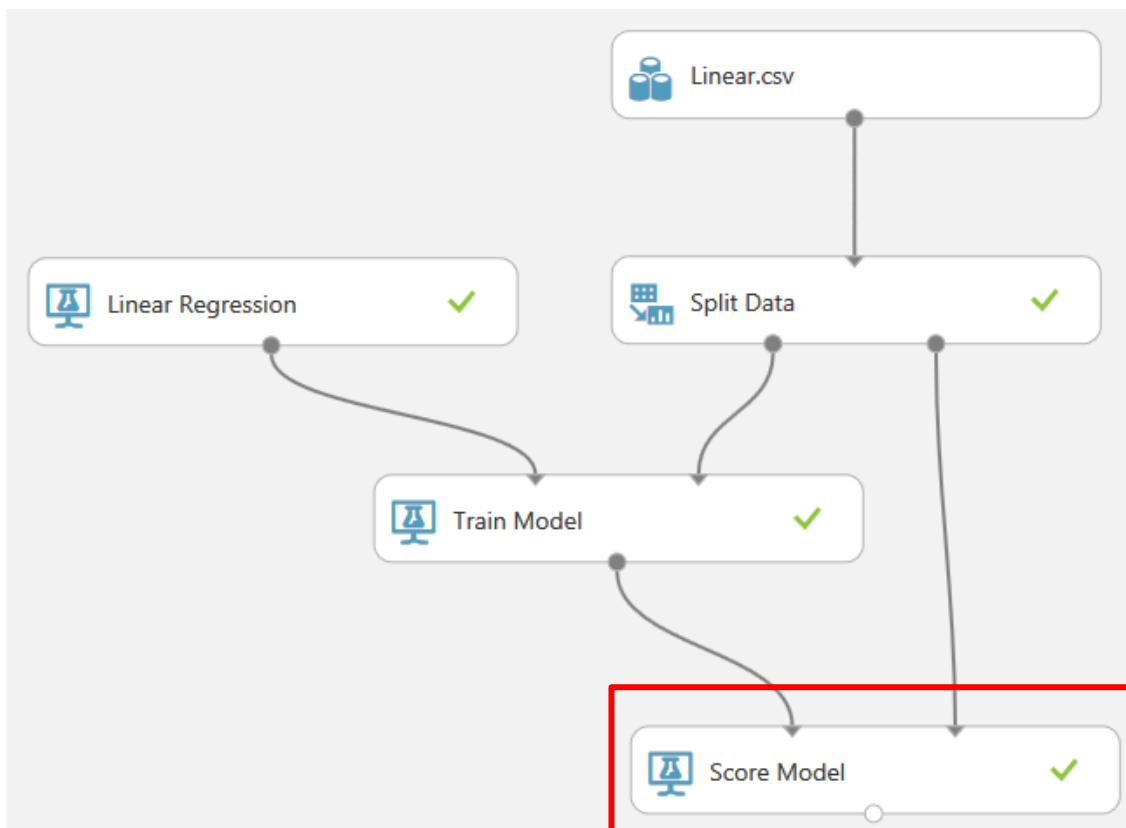 Linear.csv
Linear Regression
Split Data
Train Model
Score Model